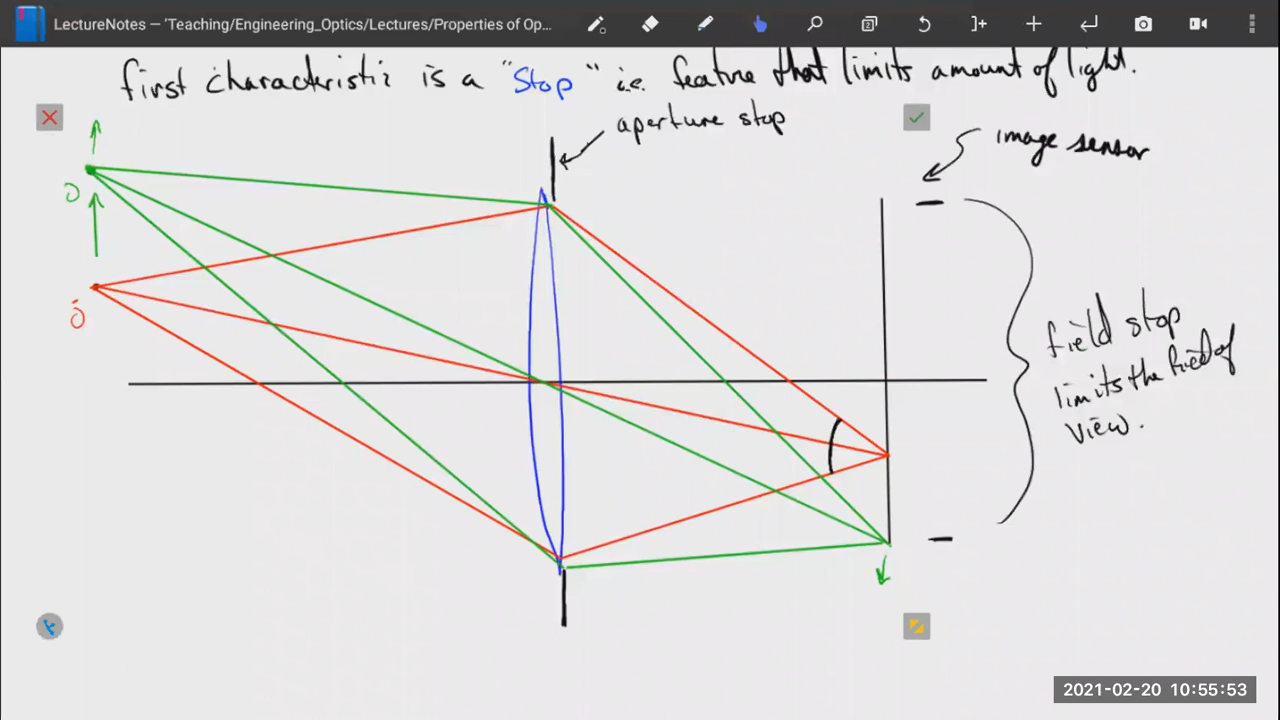 LectureNotes — 'Teaching/Engineering_Optics/Lectures/Properties of Op...
first characteristic is a "Stop" i.e. feature that limits amount of light.
aperture stop
image sensor
O
O
field stop
limits the field of
view.
2021-02-20 10:55:53